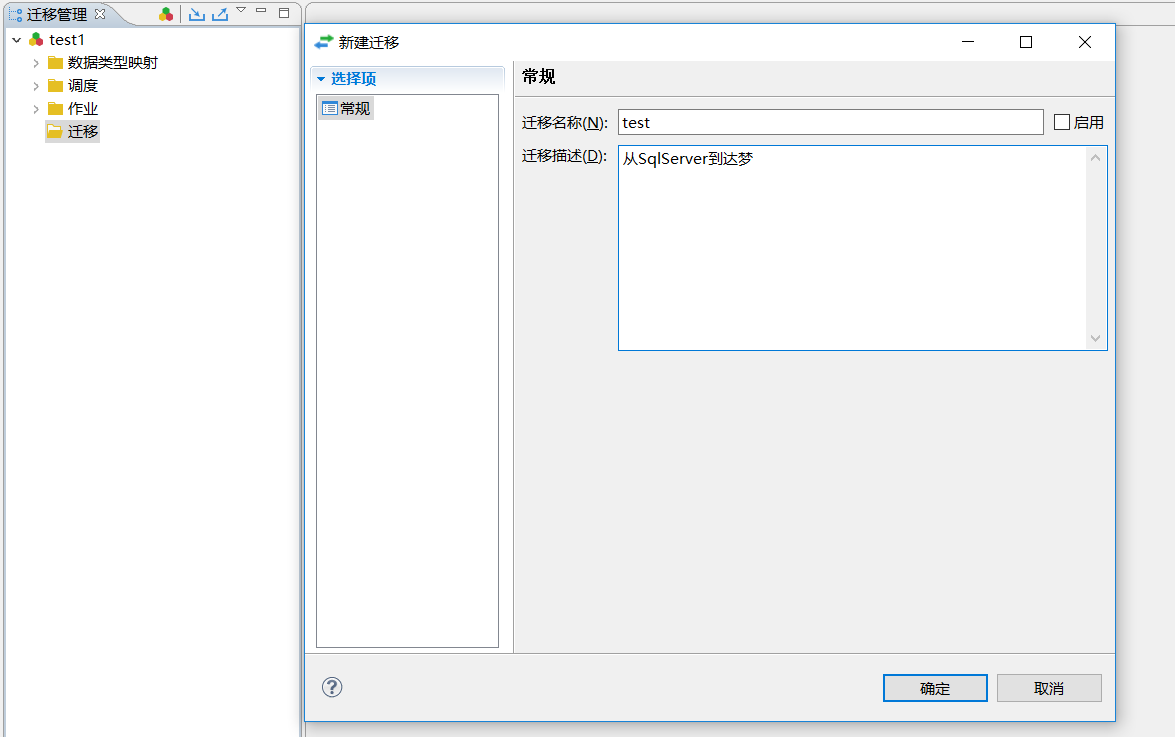 迁移管理
test1
数据类型映射
调度
作业
迁移
新建迁移
选择项
常规
常规
迁移名称(N): test 启用
迁移描述(D): 从SqlServer到达梦
?
确定 取消